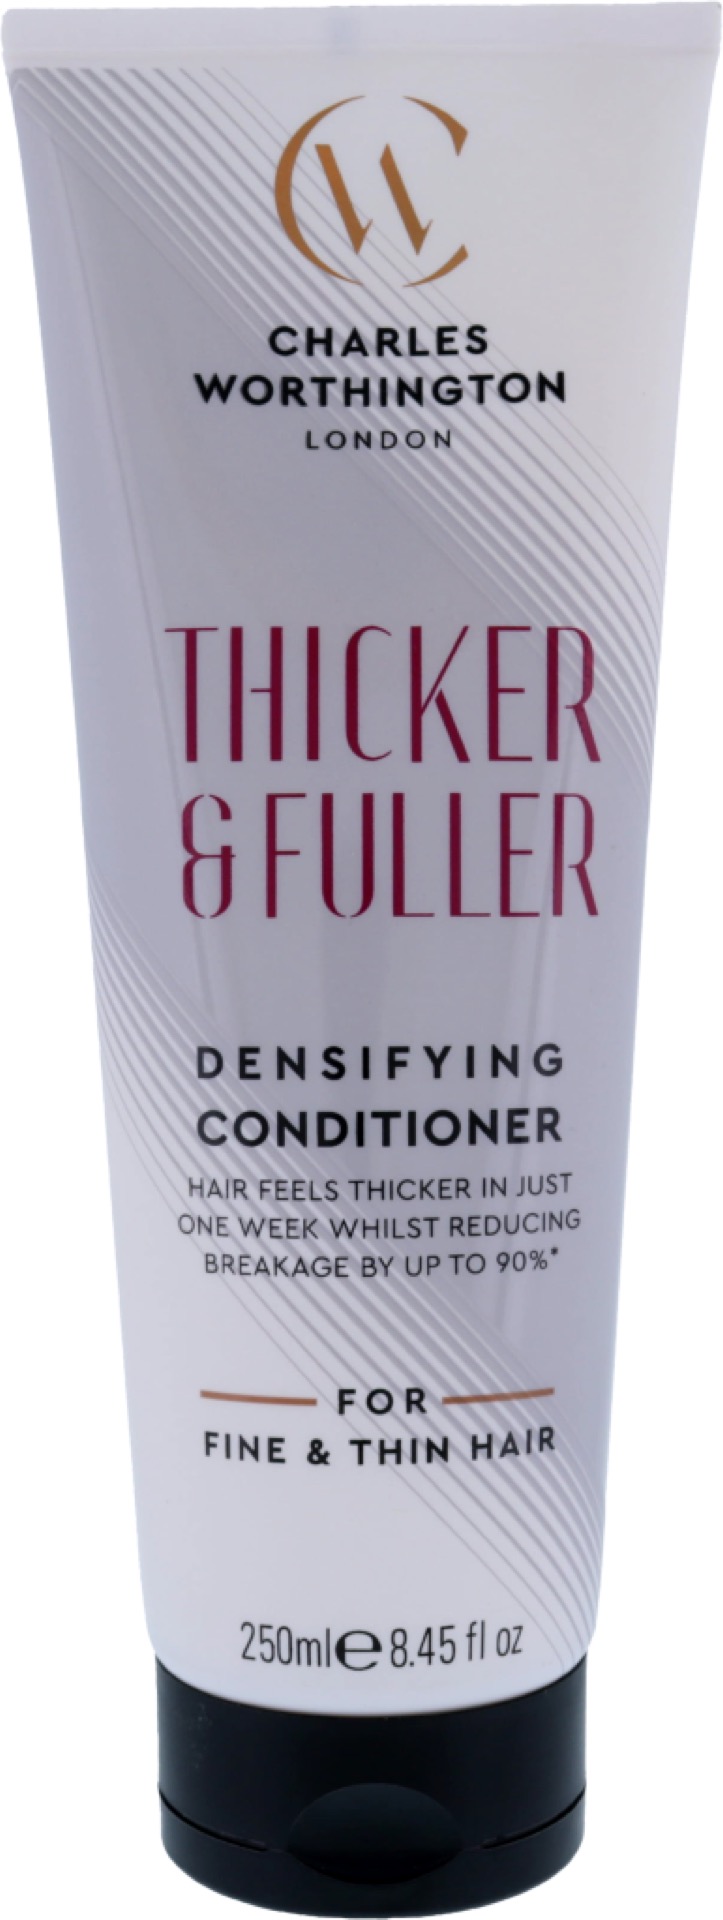 CW
CHARLES
WORTHINGTON
LONDON
THICKER
& FULLER
DENSIFYING
CONDITIONER
HAIR FEELS THICKER IN JUST
ONE WEEK WHILST REDUCING
BREAKAGE BY UP TO 90%*
FOR
FINE & THIN HAIR
250ml e 8.45 fl oz